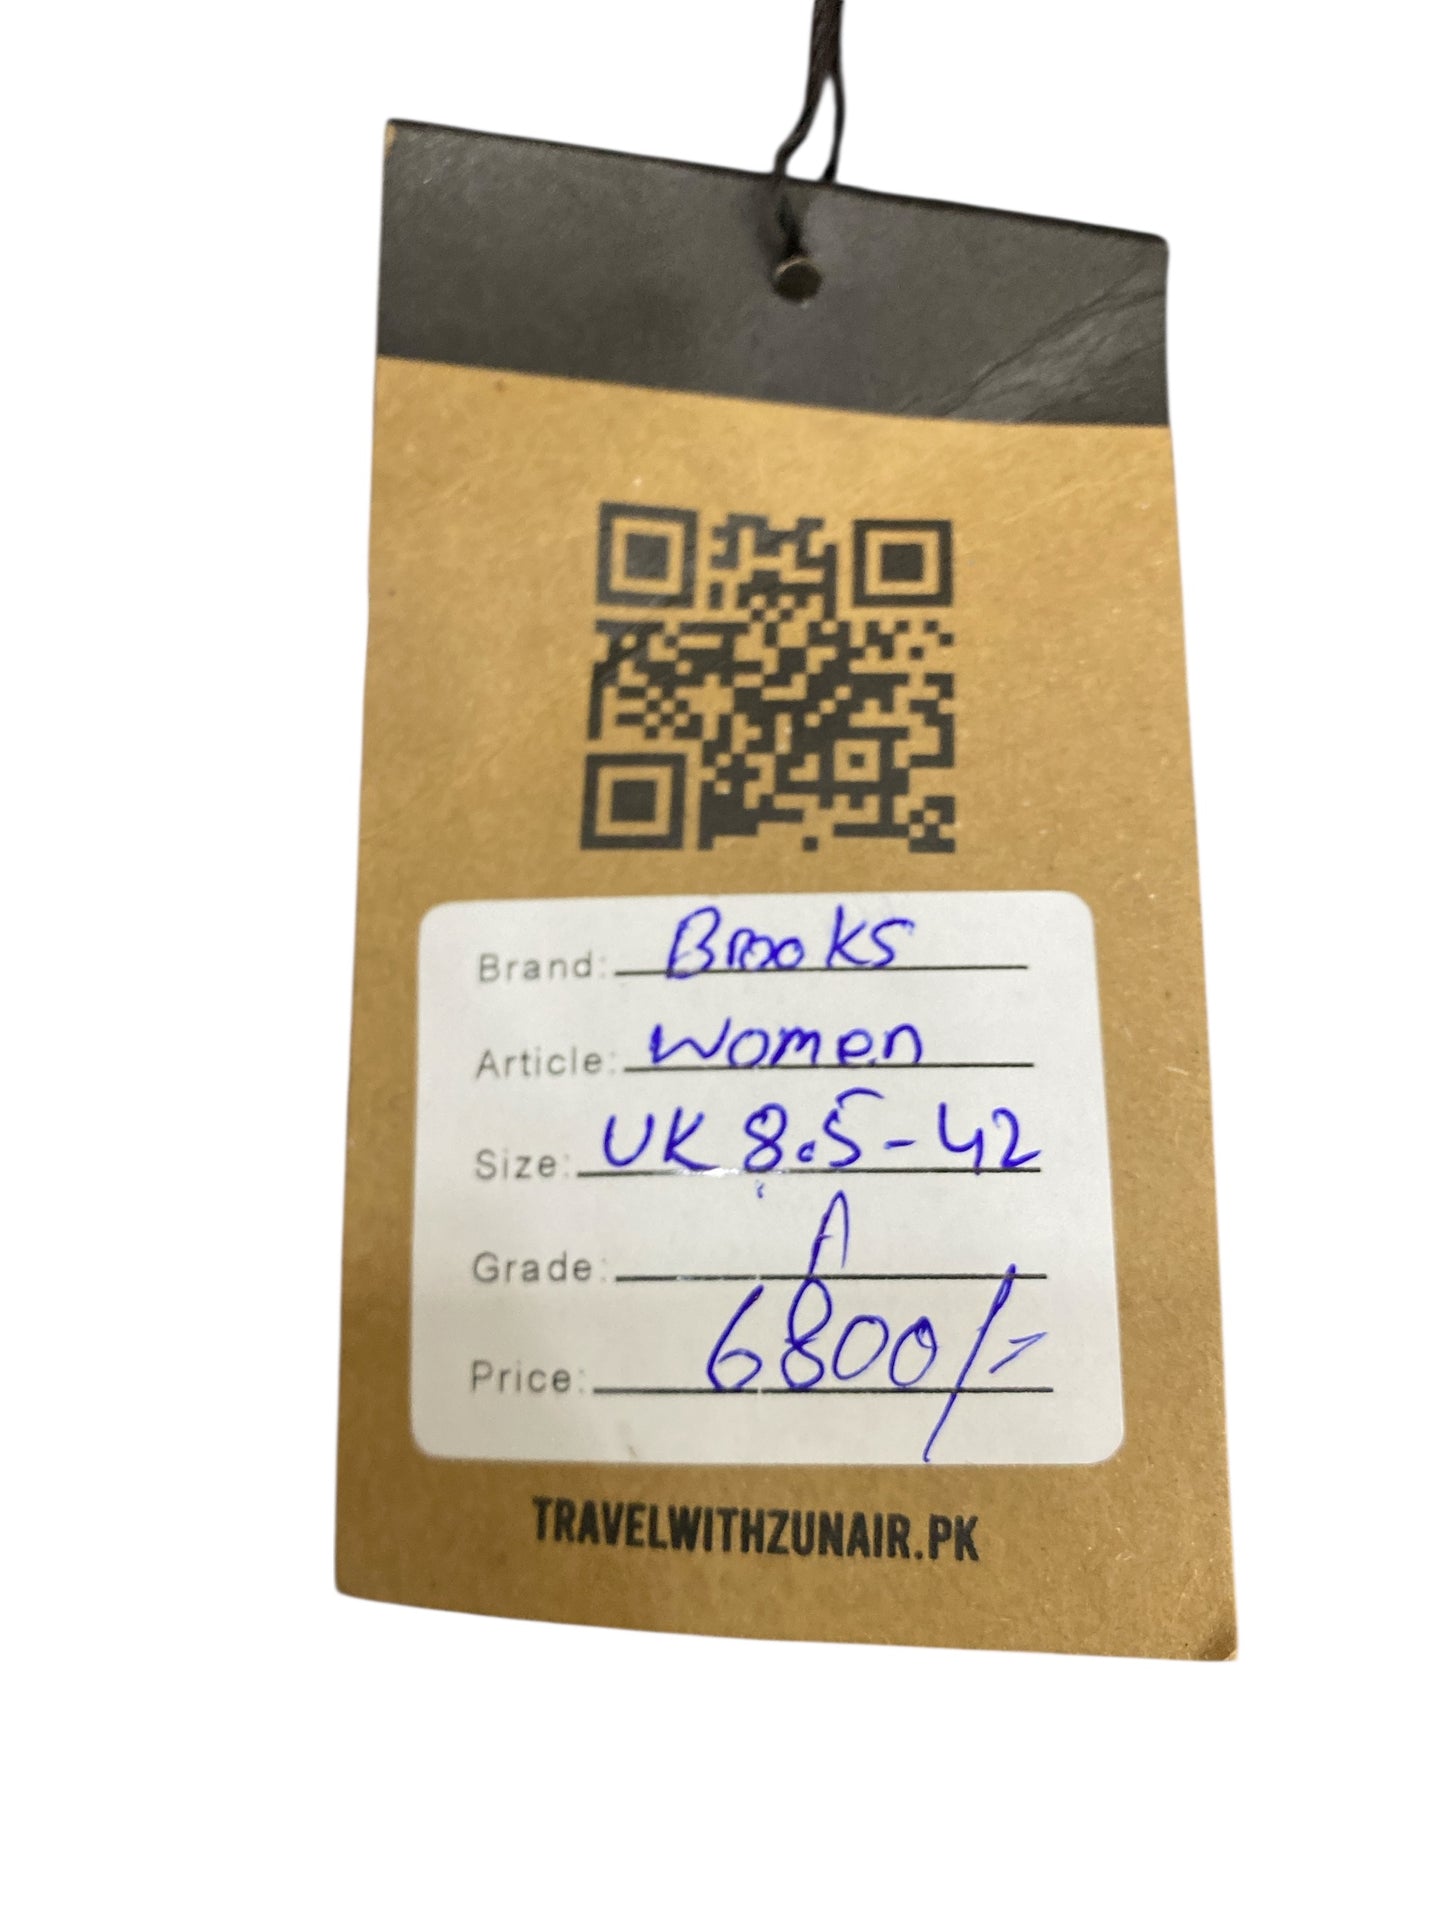 Brand: Brooks
Article: Women
Size: UK 8.5-42
Grade: A
Price: 6800/-
TRAVELWITHZUNAIR.PK